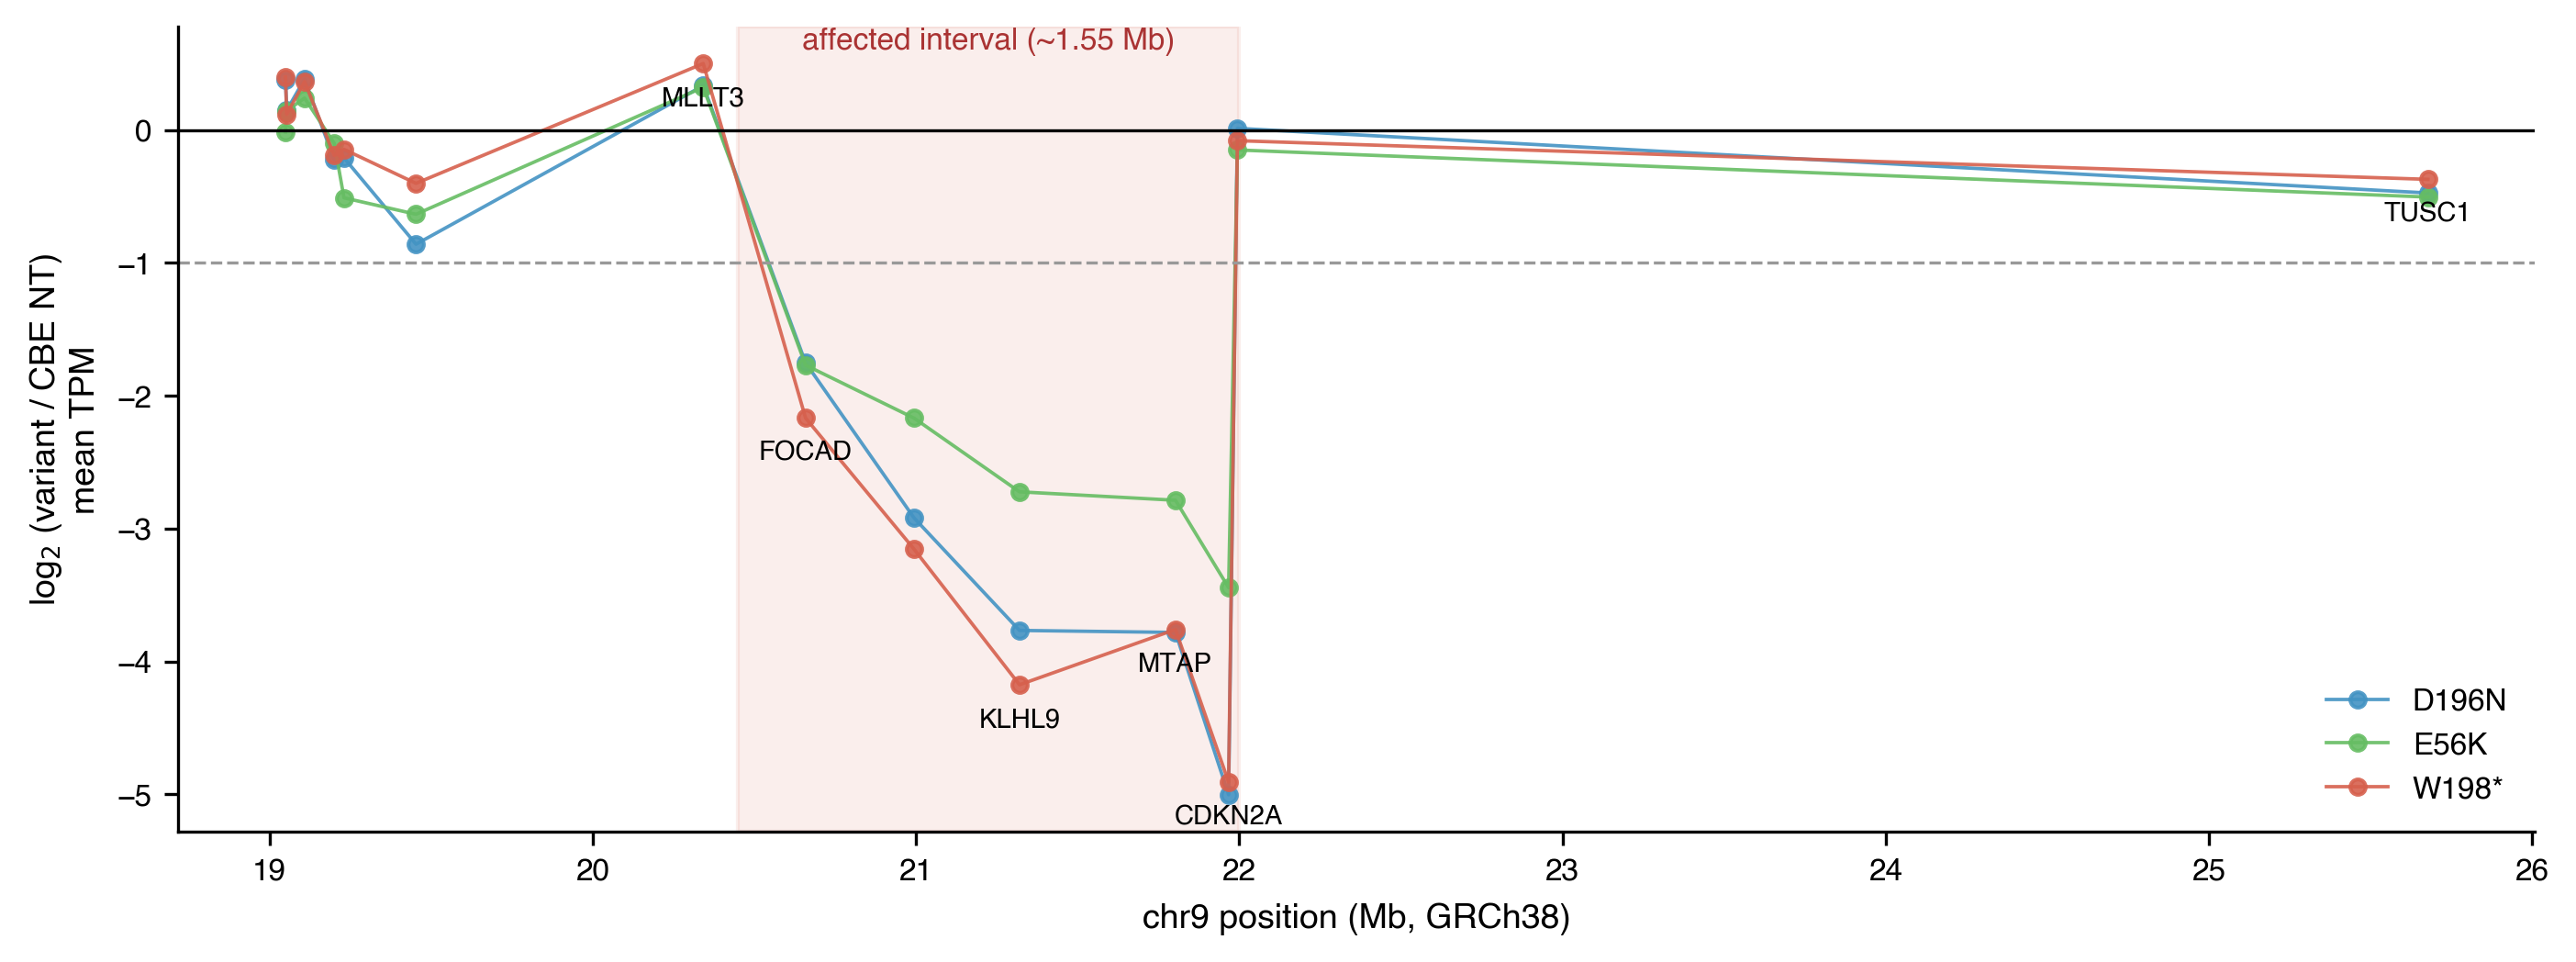 affected interval (~1.55 Mb)
MLLT3
FOCAD
KLHL9
MTAP
CDKN2A
TUSC1
log₂ (variant / CBE NT)
mean TPM
0
−1
−2
−3
−4
−5
D196N
E56K
W198*
19 20 21 22 23 24 25 26
chr9 position (Mb, GRCh38)